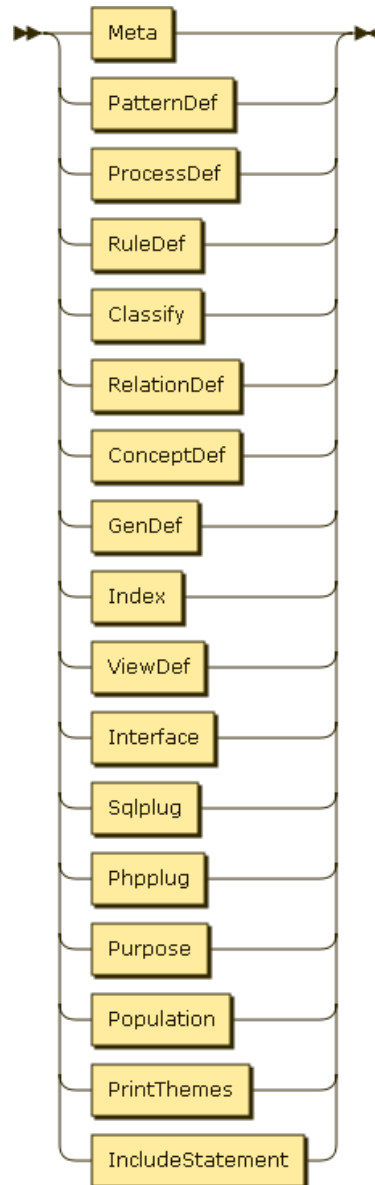 Meta
PatternDef
ProcessDef
RuleDef
Classify
RelationDef
ConceptDef
GenDef
Index
ViewDef
Interface
Sqlplug
Phpplug
Purpose
Population
PrintThemes
IncludeStatement